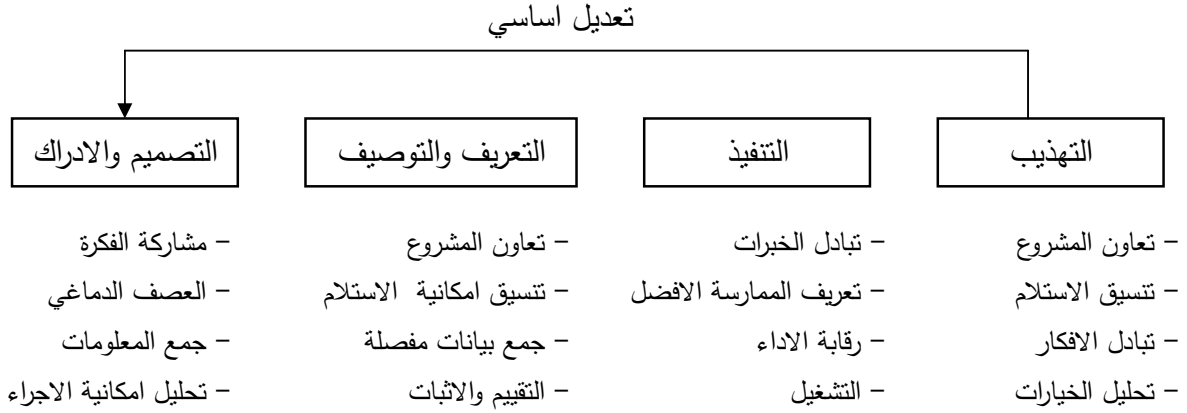 تعديل اساسي
التهذيب
- تعاون المشروع
- تنسيق الاستلام
- تبادل الافكار
- تحليل الخيارات
التنفيذ
- تبادل الخبرات
- تعريف الممارسة الافضل
- رقابة الاداء
- التشغيل
التعريف والتوصيف
- تعاون المشروع
- تنسيق امكانية الاستلام
- جمع بيانات مفصلة
- التقييم والاثبات
التصميم والادراك
- مشاركة الفكرة
- العصف الدماغي
- جمع المعلومات
- تحليل امكانية الاجراء